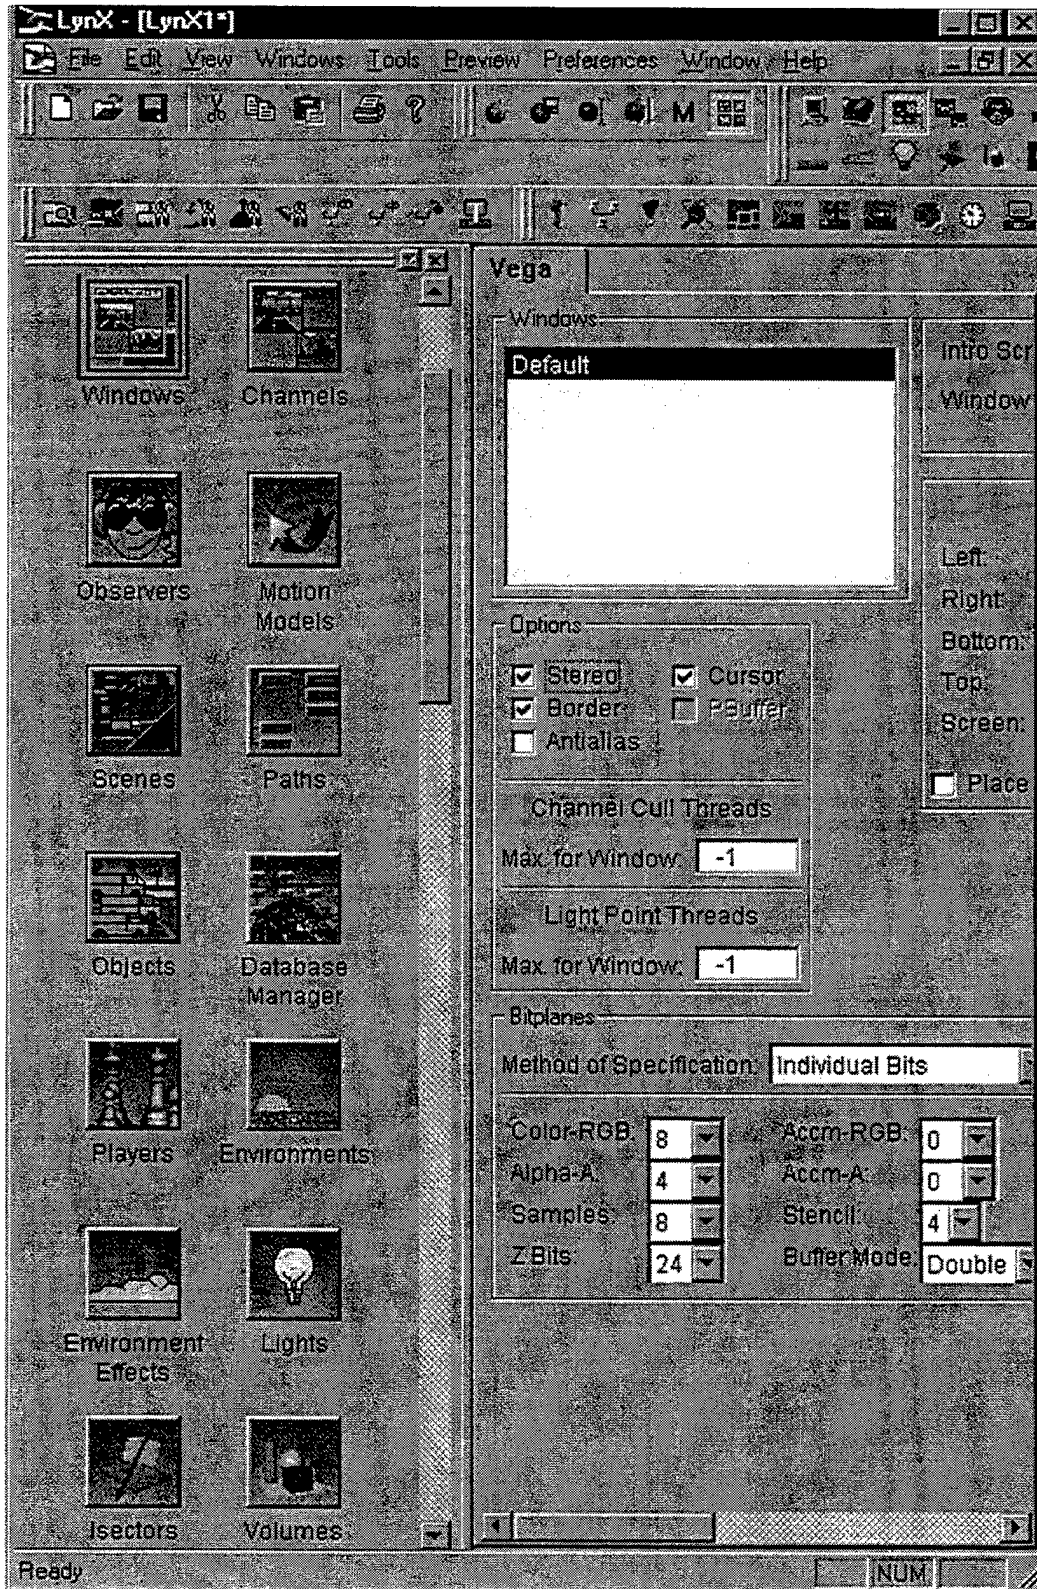 LynX - [LynX1*]
File Edit View Windows Tools Preview Preferences Window Help
M
Windows Channels
Observers Motion Models
Scenes Paths
Objects Database Manager
Players Environments
Environment Effects Lights
Isectors Volumes
Vega
Windows
Default
Intro Scr
Window
Left:
Right:
Bottom:
Top:
Screen:
Place
Options
Stereo Cursor
Border PBuffer
Antialias
Channel Cull Threads
Max. for Window: -1
Light Point Threads
Max. for Window: -1
Bitplanes
Method of Specification: Individual Bits
Color-RGB: 8 Accm-RGB: 0
Alpha-A: 4 Accm-A: 0
Samples: 8 Stencil: 4
Z Bits: 24 Buffer Mode: Double
Ready NUM